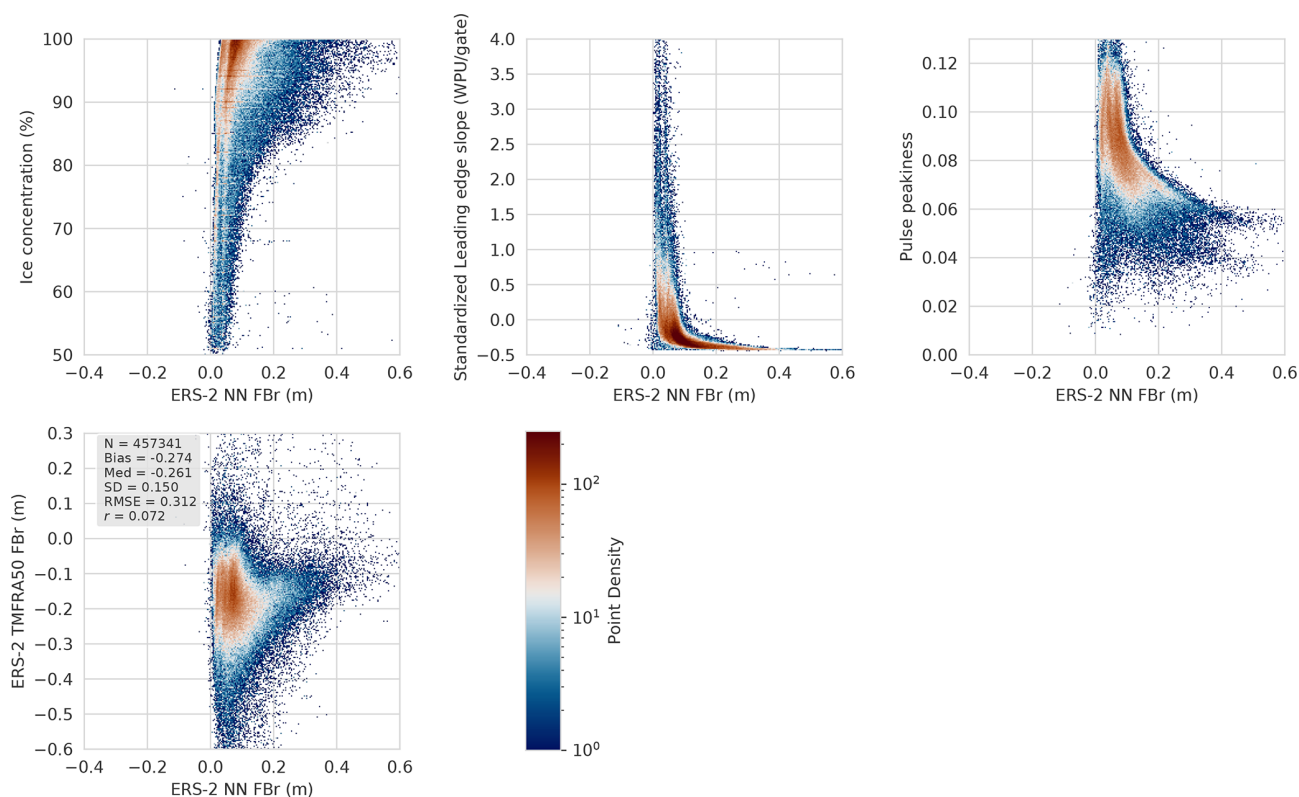 100
90
80
70
60
50
Ice concentration (%)
−0.4 −0.2 0.0 0.2 0.4 0.6
ERS-2 NN FBr (m)
4.0
3.5
3.0
2.5
2.0
1.5
1.0
0.5
0.0
−0.5
Standardized Leading edge slope (WPU/gate)
−0.4 −0.2 0.0 0.2 0.4 0.6
ERS-2 NN FBr (m)
0.12
0.10
0.08
0.06
0.04
0.02
0.00
Pulse peakiness
−0.4 −0.2 0.0 0.2 0.4 0.6
ERS-2 NN FBr (m)
0.3
0.2
0.1
0.0
−0.1
−0.2
−0.3
−0.4
−0.5
−0.6
ERS-2 TMFRA50 FBr (m)
N = 457341
Bias = -0.274
Med = -0.261
SD = 0.150
RMSE = 0.312
r = 0.072
−0.4 −0.2 0.0 0.2 0.4 0.6
ERS-2 NN FBr (m)
10²
10¹
10⁰
Point Density